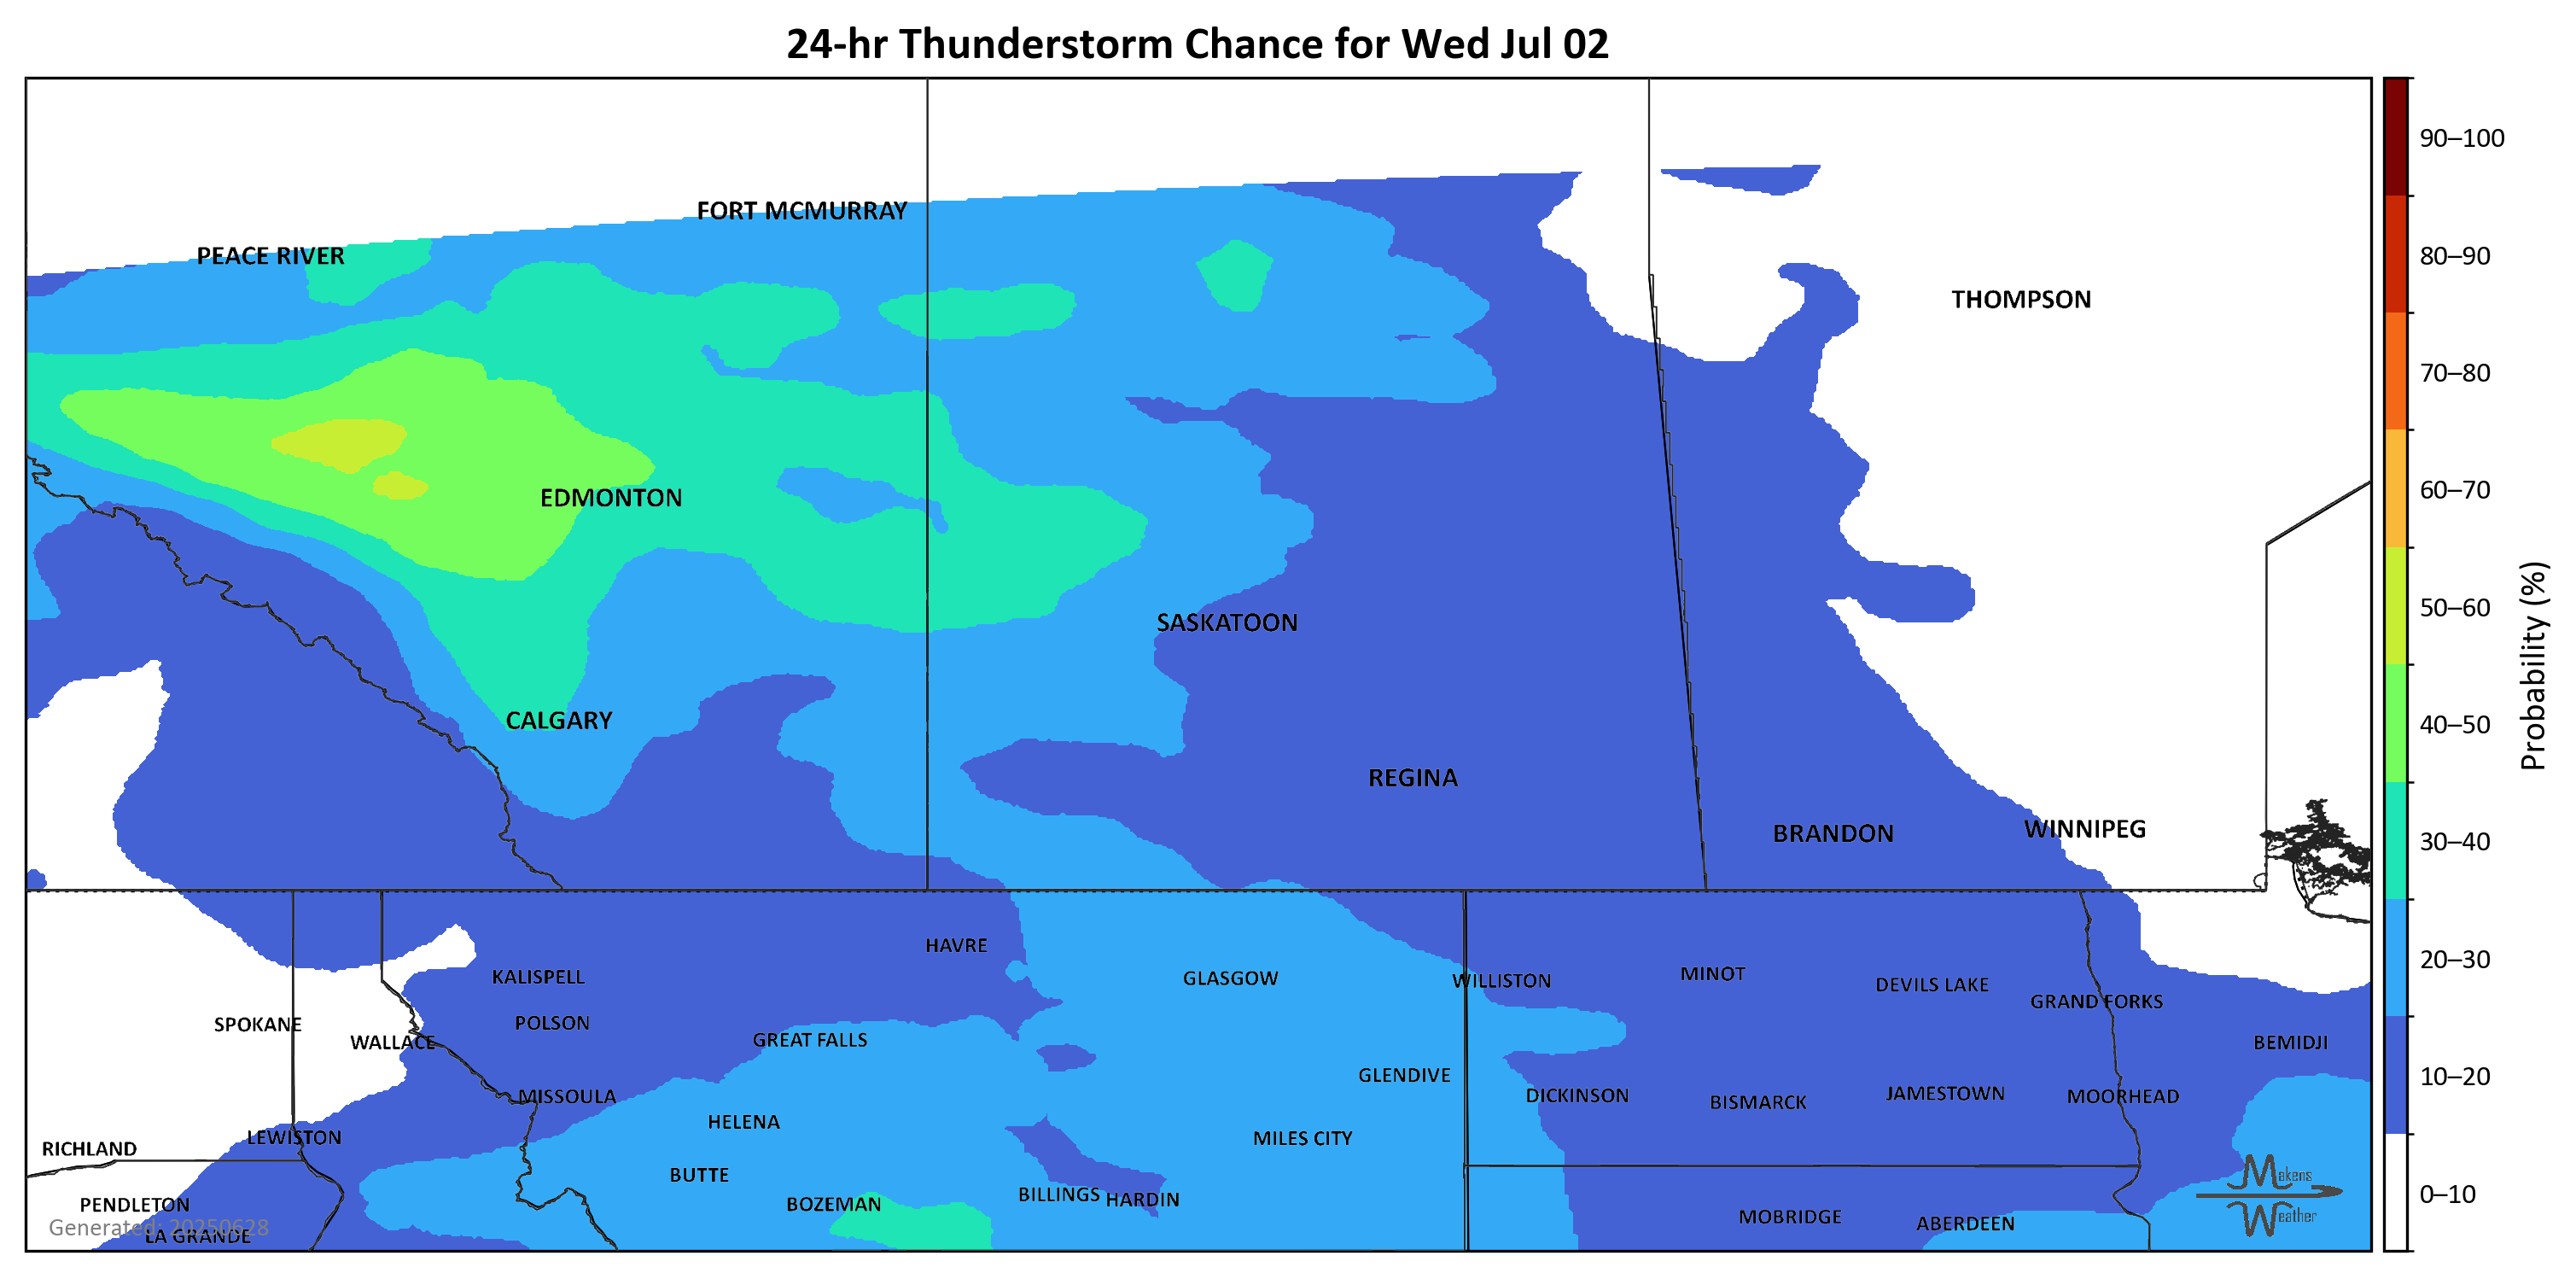 24-hr Thunderstorm Chance for Wed Jul 02
90–100
FORT MCMURRAY
PEACE RIVER
80–90
THOMPSON
70–80
60–70
EDMONTON
50–60
SASKATOON
Probability (%)
CALGARY
40–50
REGINA
BRANDON
WINNIPEG
30–40
HAVRE
20–30
KALISPELL
GLASGOW
WILLISTON
MINOT
DEVILS LAKE
GRAND FORKS
SPOKANE
POLSON
WALLACE
GREAT FALLS
BEMIDJI
GLENDIVE
10–20
MISSOULA
DICKINSON
BISMARCK
JAMESTOWN
MOORHEAD
HELENA
LEWISTON
MILES CITY
RICHLAND
BUTTE
Makens
Weather
0–10
PENDLETON
BOZEMAN
BILLINGS
HARDIN
MOBRIDGE
ABERDEEN
Generated: 20250628
LA GRANDE